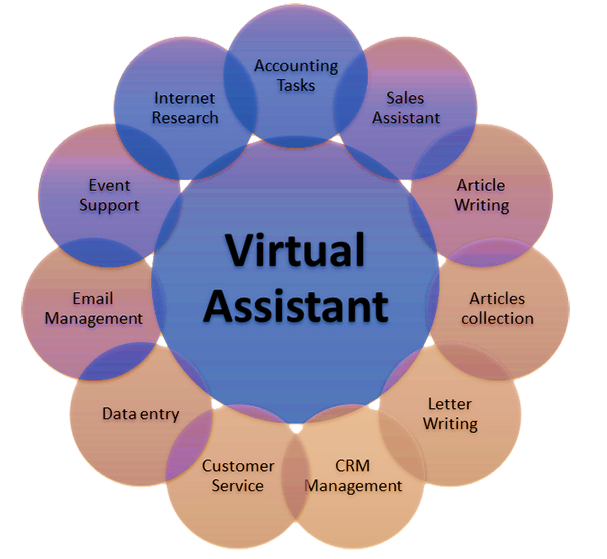 Virtual
Assistant
Accounting
Tasks
Sales
Assistant
Article
Writing
Articles
collection
Letter
Writing
CRM
Management
Customer
Service
Data entry
Email
Management
Event
Support
Internet
Research